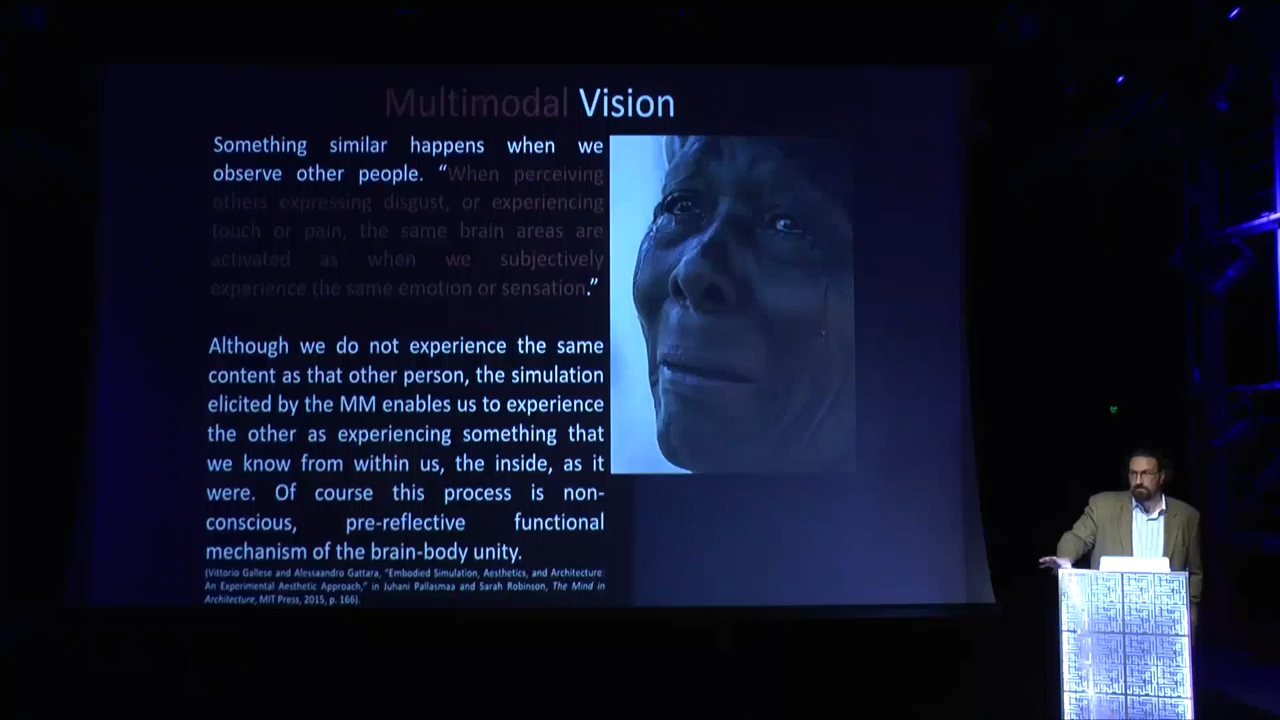 Multimodal Vision
Something similar happens when we
observe other people. “When perceiving
others expressing disgust, or experiencing
touch or pain, the same brain areas are
activated as when we subjectively
experience the same emotion or sensation.”
Although we do not experience the same
content as that other person, the simulation
elicited by the MM enables us to experience
the other as experiencing something that
we know from within us, the inside, as it
were. Of course this process is non-
conscious, pre-reflective functional
mechanism of the brain-body unity.
(Vittorio Gallese and Alessandro Gattara, “Embodied Simulation, Aesthetics, and Architecture:
An Experimental Aesthetic Approach,” in Juhani Pallasmaa and Sarah Robinson, The Mind in
Architecture, MIT Press, 2015, p. 166).